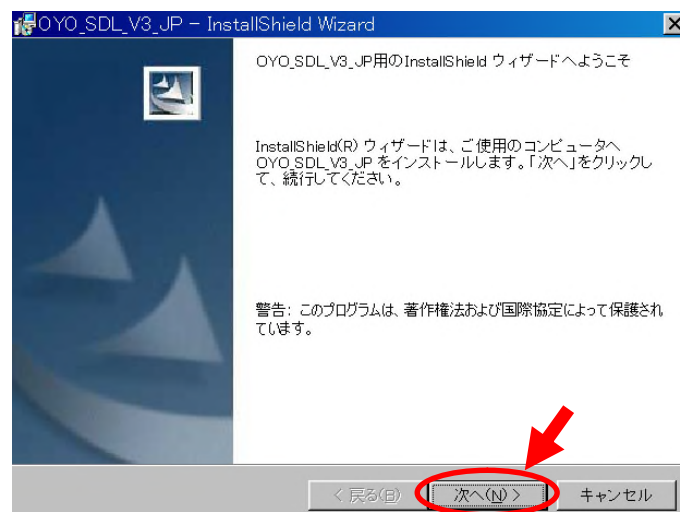 OYO_SDL_V3_JP - InstallShield Wizard
OYO_SDL_V3_JP用のInstallShield ウィザードへようこそ
InstallShield(R) ウィザードは、ご使用のコンピュータへ
OYO_SDL_V3_JP をインストールします。「次へ」をクリックし
て、続行してください。
警告: このプログラムは、著作権法および国際協定によって保護され
ています。
< 戻る(B)
次へ(N) >
キャンセル